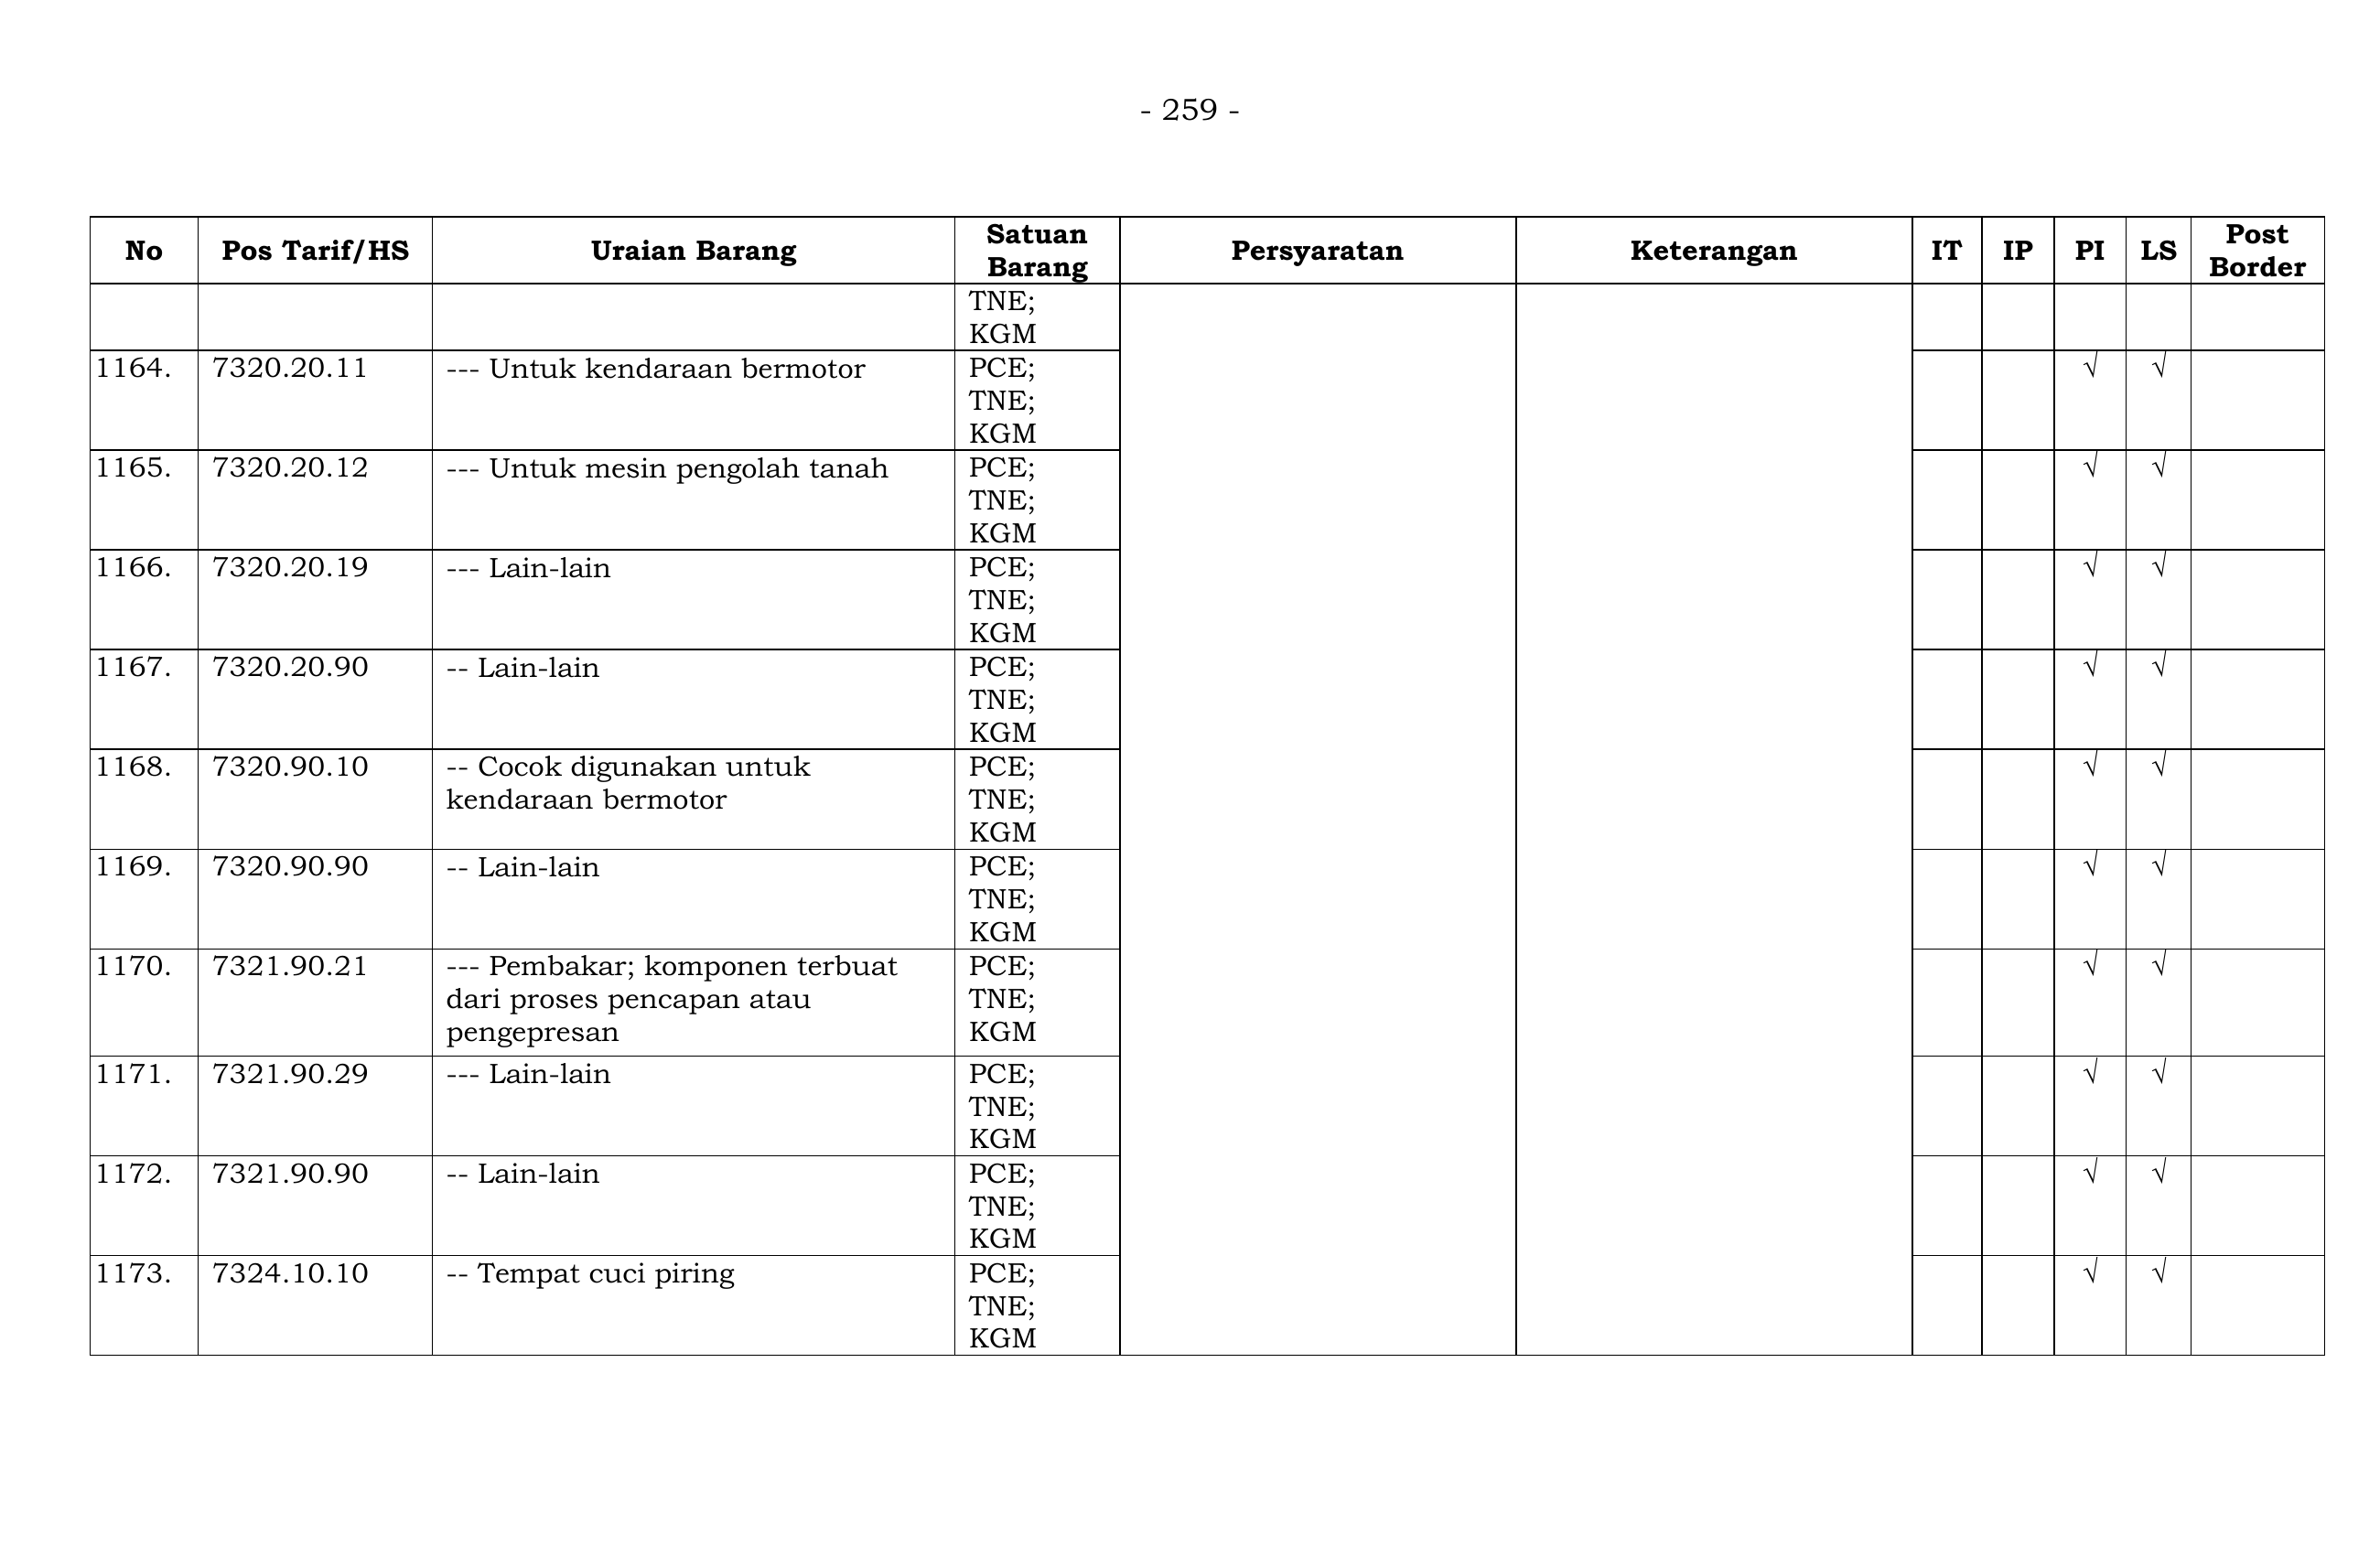 - 259 -
No Pos Tarif/HS Uraian Barang Satuan Barang Persyaratan Keterangan IT IP PI LS Post Border
TNE;
KGM
1164. 7320.20.11 --- Untuk kendaraan bermotor PCE; √ √
TNE;
KGM
1165. 7320.20.12 --- Untuk mesin pengolah tanah PCE; √ √
TNE;
KGM
1166. 7320.20.19 --- Lain-lain PCE; √ √
TNE;
KGM
1167. 7320.20.90 -- Lain-lain PCE; √ √
TNE;
KGM
1168. 7320.90.10 -- Cocok digunakan untuk PCE; √ √
kendaraan bermotor TNE;
KGM
1169. 7320.90.90 -- Lain-lain PCE; √ √
TNE;
KGM
1170. 7321.90.21 --- Pembakar; komponen terbuat PCE; √ √
dari proses pencapan atau TNE;
pengepresan KGM
1171. 7321.90.29 --- Lain-lain PCE; √ √
TNE;
KGM
1172. 7321.90.90 -- Lain-lain PCE; √ √
TNE;
KGM
1173. 7324.10.10 -- Tempat cuci piring PCE; √ √
TNE;
KGM